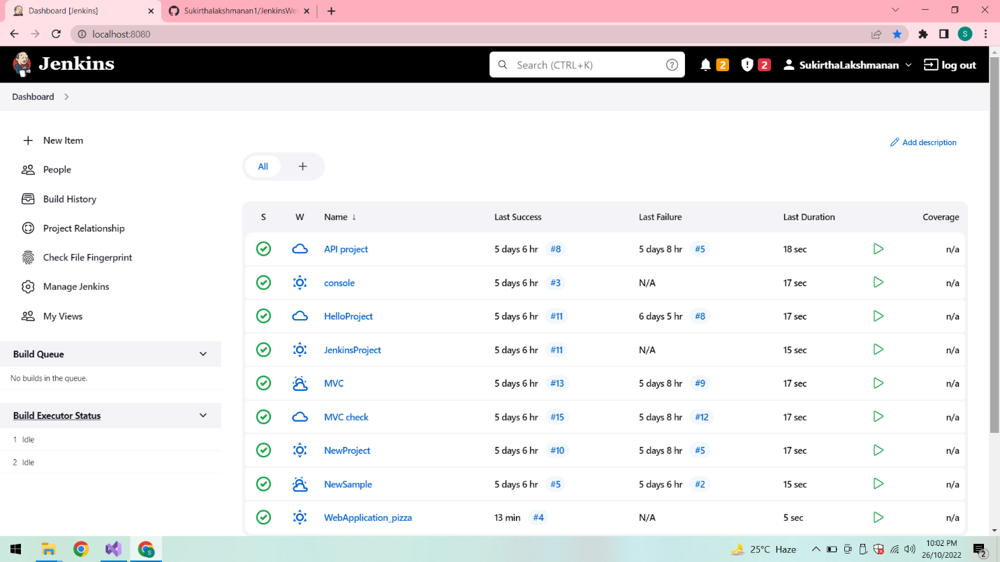 Dashboard [Jenkins]
Sukirthalakshmanan1/JenkinsWe
localhost:8080
S
Jenkins
Search (CTRL+K)
?
2
2
SukirthaLakshmanan
log out
Dashboard
New Item
People
Build History
Project Relationship
Check File Fingerprint
Manage Jenkins
My Views
Build Queue
No builds in the queue.
Build Executor Status
1 Idle
2 Idle
Add description
All
S W Name ↓ Last Success Last Failure Last Duration Coverage
API project 5 days 6 hr #8 5 days 8 hr #5 18 sec n/a
console 5 days 6 hr #3 N/A 17 sec n/a
HelloProject 5 days 6 hr #11 6 days 5 hr #8 17 sec n/a
JenkinsProject 5 days 6 hr #11 N/A 15 sec n/a
MVC 5 days 6 hr #13 5 days 8 hr #9 17 sec n/a
MVC check 5 days 6 hr #15 5 days 8 hr #12 17 sec n/a
NewProject 5 days 6 hr #10 5 days 8 hr #5 17 sec n/a
NewSample 5 days 6 hr #5 5 days 6 hr #2 15 sec n/a
WebApplication_pizza 13 min #4 N/A 5 sec n/a
25°C Haze
10:02 PM
26/10/2022
2